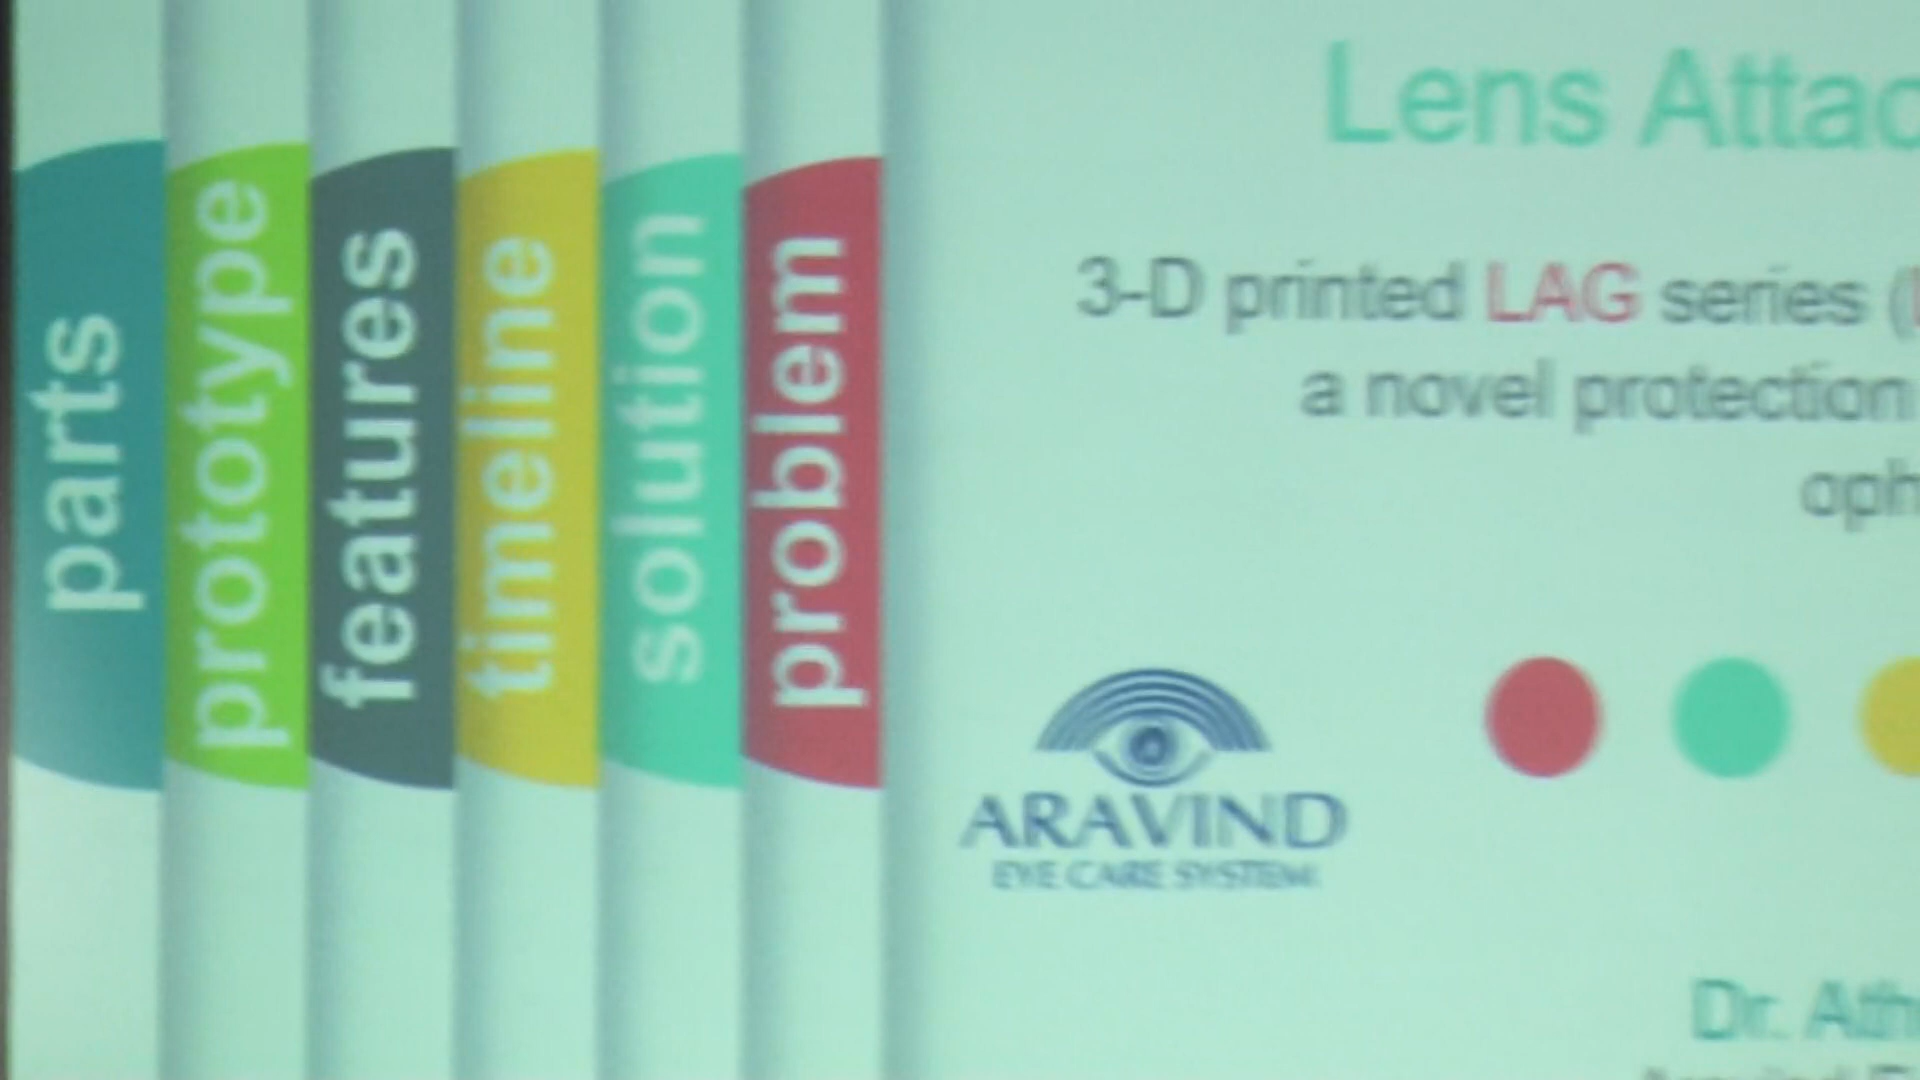 parts
prototype
features
timeline
solution
problem
Lens Attac
3-D printed LAG series (
a novel protection
oph
ARAVIND
EYE CARE SYSTEM
Dr. Ath